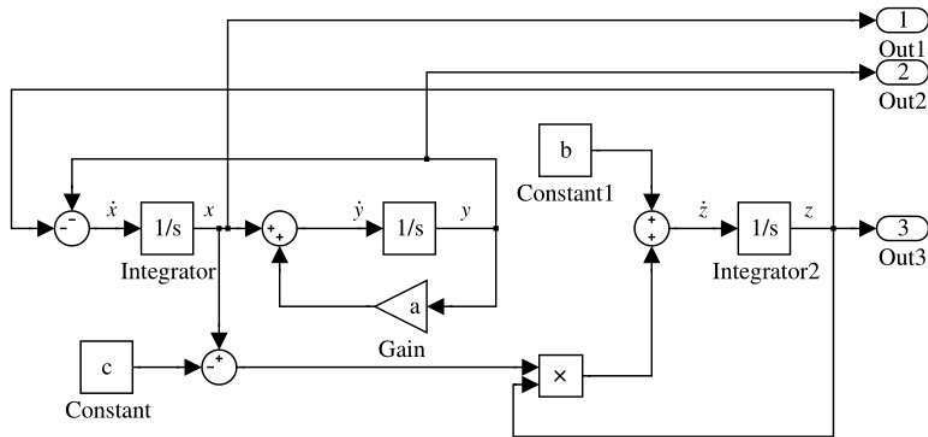 1
Out1
2
Out2
b
Constant1
- -
ẋ
1/s
x
Integrator
+ +
ẏ
1/s
y
+ +
ż
1/s
z
Integrator2
3
Out3
a
Gain
c
Constant
- +
×